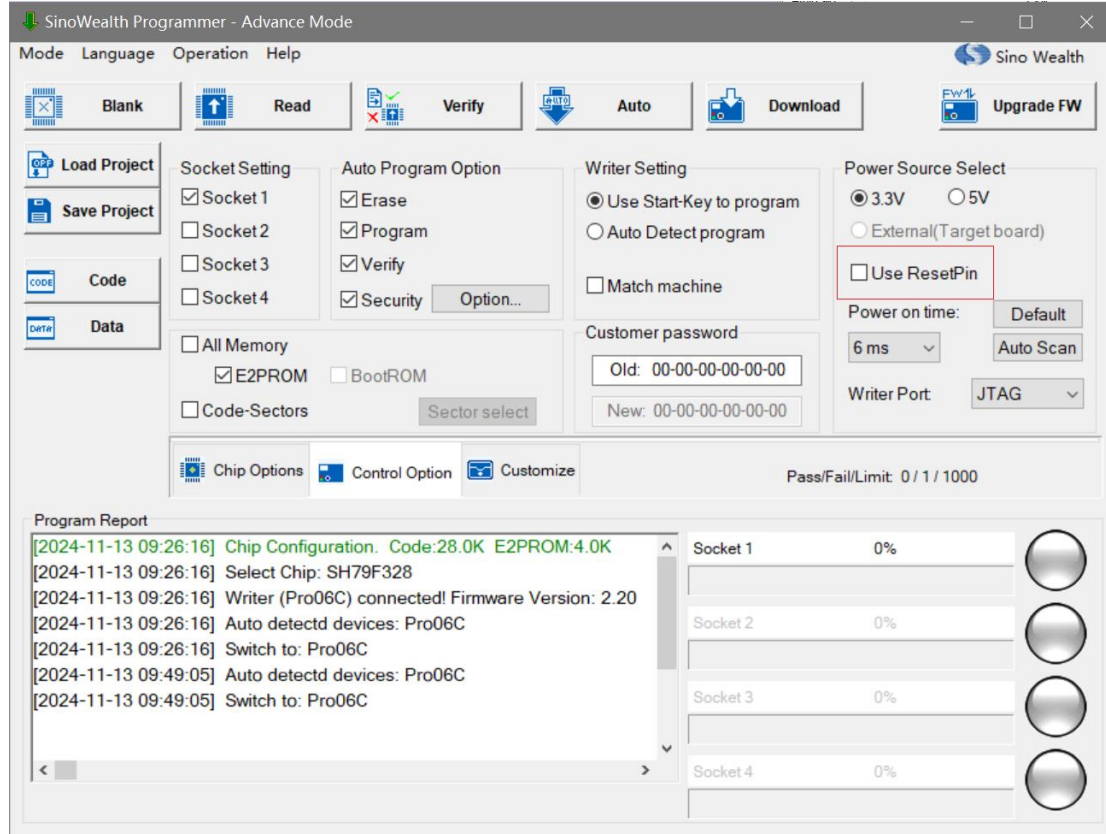 SinoWealth Programmer - Advance Mode
Mode Language Operation Help
Sino Wealth
Blank Read Verify Auto Download Upgrade FW
Load Project
Save Project
Code
Data
Socket Setting
Socket 1
Socket 2
Socket 3
Socket 4
Auto Program Option
Erase
Program
Verify
Security Option...
All Memory
E2PROM BootROM
Code-Sectors Sector select
Writer Setting
Use Start-Key to program
Auto Detect program
Match machine
Customer password
Old: 00-00-00-00-00-00
New: 00-00-00-00-00-00
Power Source Select
3.3V 5V
External(Target board)
Use ResetPin
Power on time: Default
6 ms Auto Scan
Writer Port: JTAG
Chip Options Control Option Customize
Pass/Fail/Limit: 0 / 1 / 1000
Program Report
[2024-11-13 09:26:16] Chip Configuration. Code:28.0K E2PROM:4.0K
[2024-11-13 09:26:16] Select Chip: SH79F328
[2024-11-13 09:26:16] Writer (Pro06C) connected! Firmware Version: 2.20
[2024-11-13 09:26:16] Auto detectd devices: Pro06C
[2024-11-13 09:26:16] Switch to: Pro06C
[2024-11-13 09:49:05] Auto detectd devices: Pro06C
[2024-11-13 09:49:05] Switch to: Pro06C
Socket 1 0%
Socket 2 0%
Socket 3 0%
Socket 4 0%